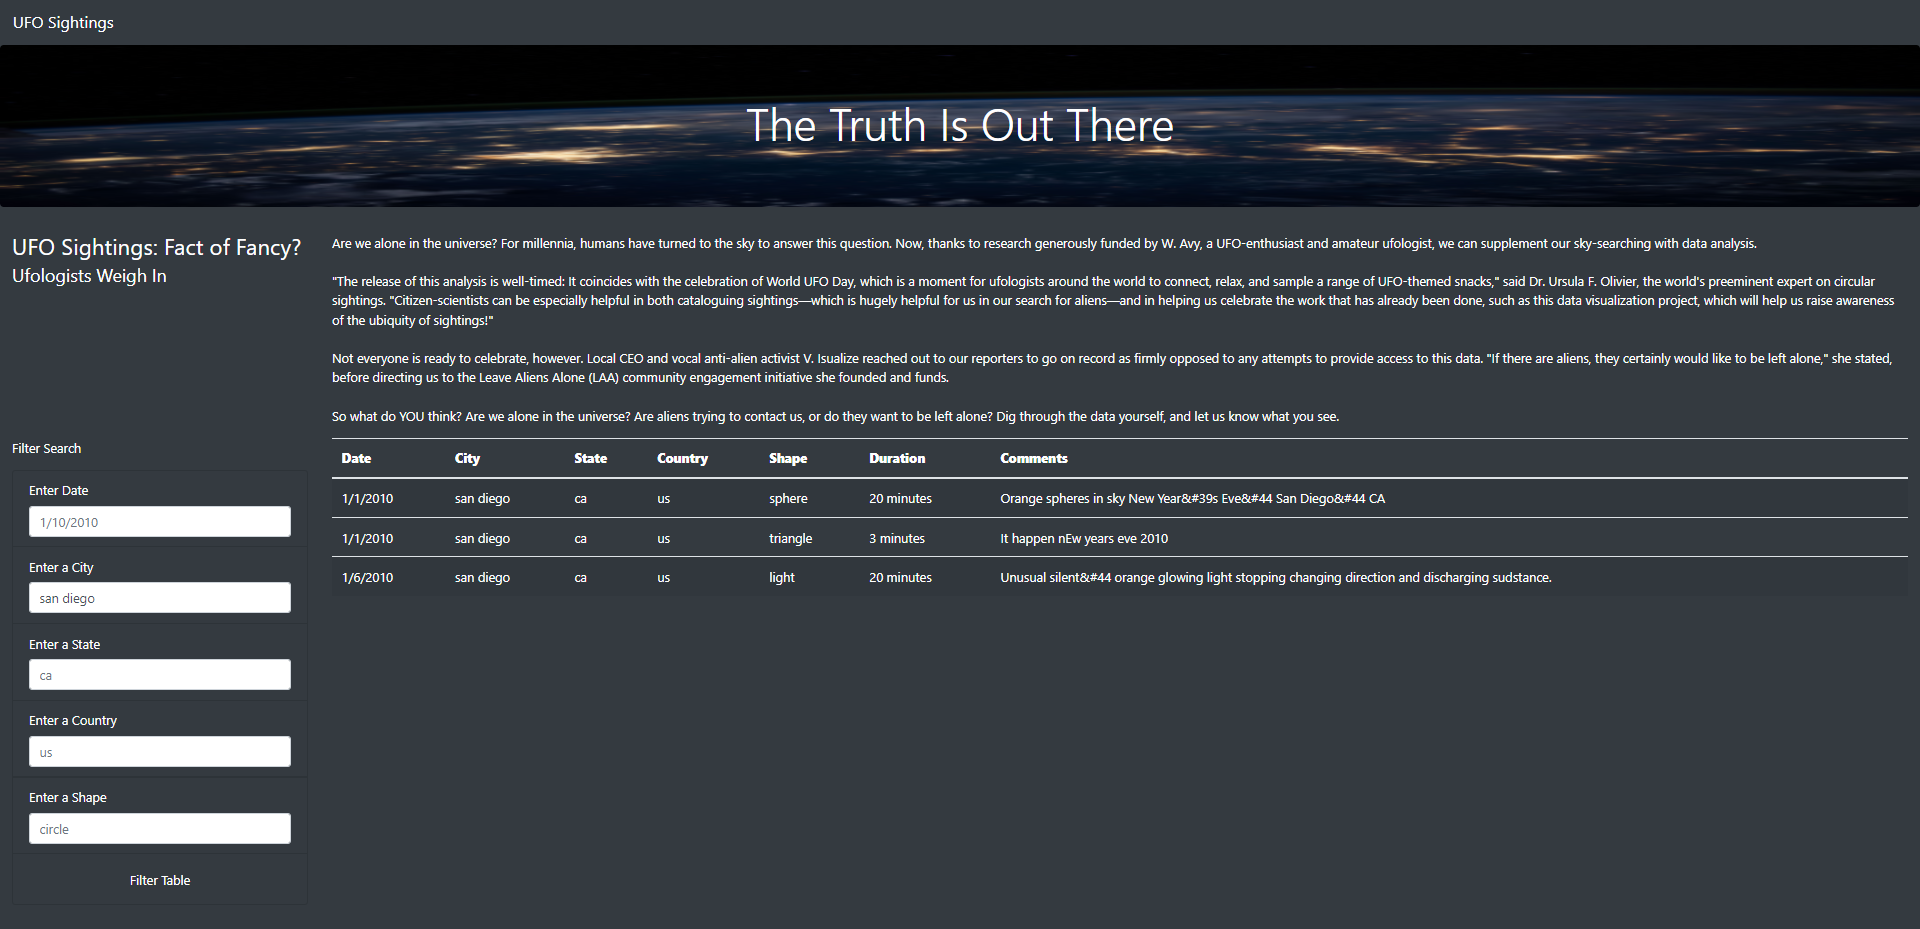 UFO Sightings
The Truth Is Out There
UFO Sightings: Fact of Fancy?
Ufologists Weigh In
Are we alone in the universe? For millennia, humans have turned to the sky to answer this question. Now, thanks to research generously funded by W. Avy, a UFO-enthusiast and amateur ufologist, we can supplement our sky-searching with data analysis.
"The release of this analysis is well-timed: It coincides with the celebration of World UFO Day, which is a moment for ufologists around the world to connect, relax, and sample a range of UFO-themed snacks," said Dr. Ursula F. Olivier, the world's preeminent expert on circular
sightings. "Citizen-scientists can be especially helpful in both cataloguing sightings—which is hugely helpful for us in our search for aliens—and in helping us celebrate the work that has already been done, such as this data visualization project, which will help us raise awareness
of the ubiquity of sightings!"
Not everyone is ready to celebrate, however. Local CEO and vocal anti-alien activist V. Isualize reached out to our reporters to go on record as firmly opposed to any attempts to provide access to this data. "If there are aliens, they certainly would like to be left alone," she stated,
before directing us to the Leave Aliens Alone (LAA) community engagement initiative she founded and funds.
So what do YOU think? Are we alone in the universe? Are aliens trying to contact us, or do they want to be left alone? Dig through the data yourself, and let us know what you see.
Filter Search
Enter Date
1/10/2010
Enter a City
san diego
Enter a State
ca
Enter a Country
us
Enter a Shape
circle
Filter Table
Date City State Country Shape Duration Comments
1/1/2010 san diego ca us sphere 20 minutes Orange spheres in sky New Year&#39s Eve&#44 San Diego&#44 CA
1/1/2010 san diego ca us triangle 3 minutes It happen nEw years eve 2010
1/6/2010 san diego ca us light 20 minutes Unusual silent&#44 orange glowing light stopping changing direction and discharging sudstance.